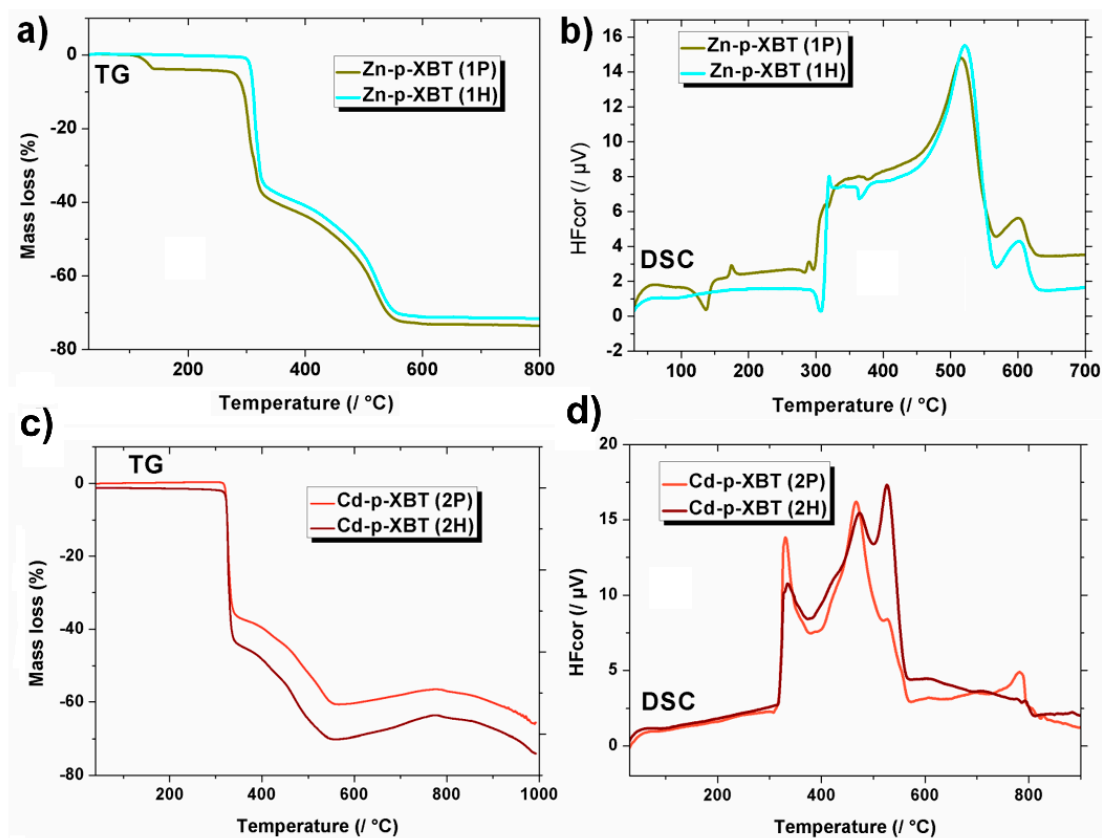 a)
TG
Zn-p-XBT (1P)
Zn-p-XBT (1H)
0
-20
-40
-60
-80
Mass loss (%)
200 400 600 800
Temperature (/ °C)
b)
Zn-p-XBT (1P)
Zn-p-XBT (1H)
DSC
16
14
12
10
8
6
4
2
0
-2
HFcor (/ µV)
100 200 300 400 500 600 700
Temperature (/ °C)
c)
TG
Cd-p-XBT (2P)
Cd-p-XBT (2H)
0
-20
-40
-60
-80
Mass loss (%)
200 400 600 800 1000
Temperature (/ °C)
d)
Cd-p-XBT (2P)
Cd-p-XBT (2H)
DSC
20
15
10
5
0
HFcor (/ µV)
200 400 600 800
Temperature (/ °C)